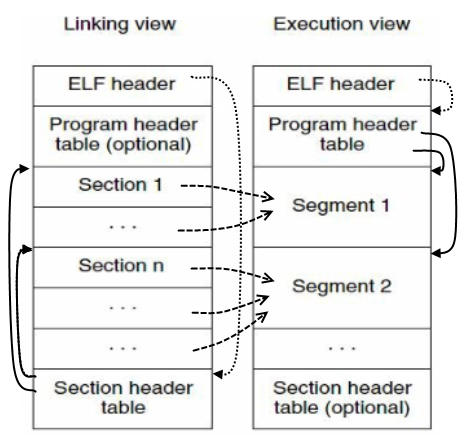 Linking view
ELF header
Program header
table (optional)
Section 1
. . .
Section n
. . .
. . .
Section header
table
Execution view
ELF header
Program header
table
Segment 1
Segment 2
. . .
Section header
table (optional)